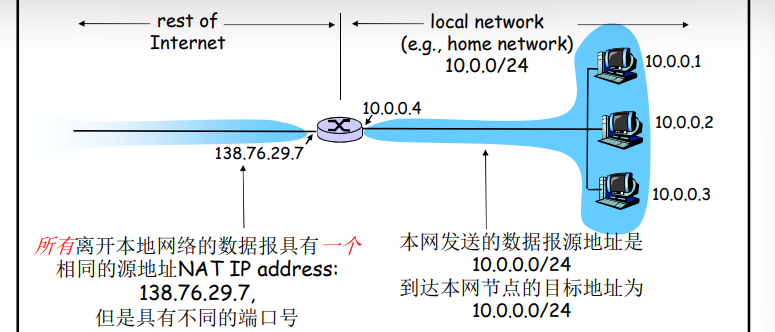 rest of
Internet
local network
(e.g., home network)
10.0.0/24
10.0.0.1
10.0.0.4
10.0.0.2
138.76.29.7
10.0.0.3
所有离开本地网络的数据报具有一个
相同的源地址NAT IP address:
138.76.29.7,
但是具有不同的端口号
本网发送的数据报源地址是
10.0.0.0/24
到达本网节点的目标地址为
10.0.0.0/24